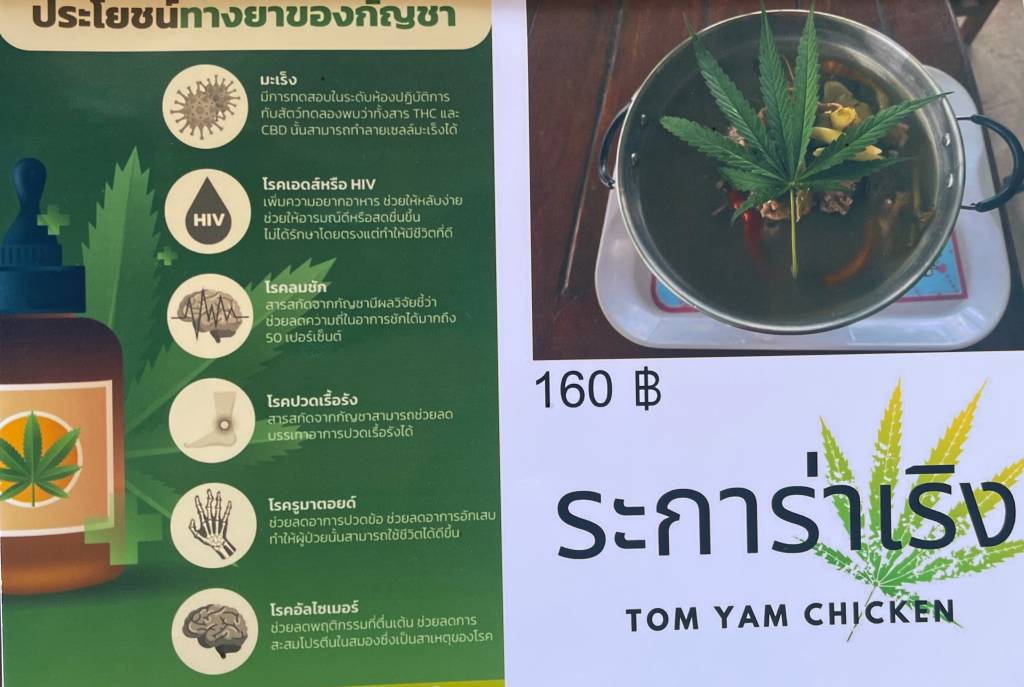 ประโยชน์ทางยาของกัญชา
มะเร็ง
มีการทดสอบในระดับห้องปฏิบัติการ
กับสัตว์ทดลองพบว่าทั้งสาร THC และ
CBD นั้นสามารถทำลายเซลล์มะเร็งได้
HIV
โรคเอดส์หรือ HIV
เพิ่มความอยากอาหาร ช่วยให้หลับง่าย
ช่วยให้อารมณ์ดีหรือสดชื่นขึ้น
ไม่ได้รักษาโดยตรงแต่ทำให้มีชีวิตที่ดี
โรคลมชัก
สารสกัดจากกัญชามีผลวิจัยชี้ว่า
ช่วยลดความถี่ในอาการชักได้มากถึง
50 เปอร์เซ็นต์
โรคปวดเรื้อรัง
สารสกัดจากกัญชาสามารถช่วยลด
บรรเทาอาการปวดเรื้อรังได้
โรครูมาตอยด์
ช่วยลดอาการปวดข้อ ช่วยลดอาการอักเสบ
ทำให้ผู้ป่วยนั้นสามารถใช้ชีวิตได้ดีขึ้น
โรคอัลไซเมอร์
ช่วยลดพฤติกรรมที่ตื่นเต้น ช่วยลดการ
สะสมโปรตีนในสมองซึ่งเป็นสาเหตุของโรค
160 ฿
ระการ่าเริง
TOM YAM CHICKEN